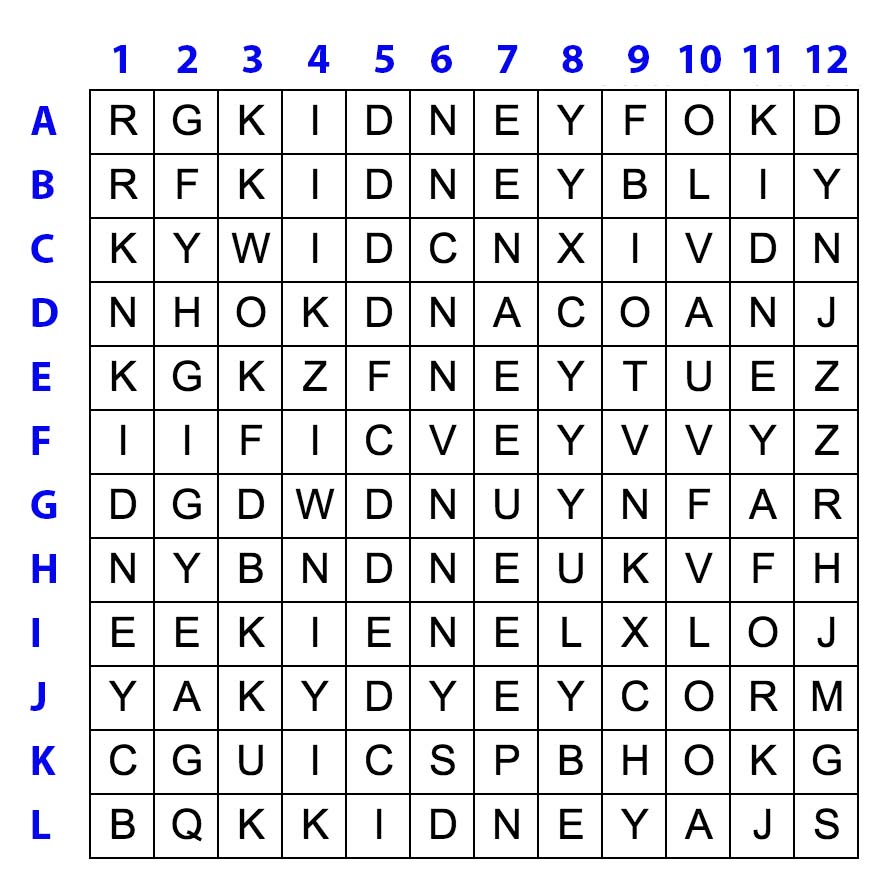 1 2 3 4 5 6 7 8 9 10 11 12
A R G K I D N E Y F O K D
B R F K I D N E Y B L I Y
C K Y W I D C N X I V D N
D N H O K D N A C O A N J
E K G K Z F N E Y T U E Z
F I I F I C V E Y V V Y Z
G D G D W D N U Y N F A R
H N Y B N D N E U K V F H
I E E K I E N E L X L O J
J Y A K Y D Y E Y C O R M
K C G U I C S P B H O K G
L B Q K K I D N E Y A J S